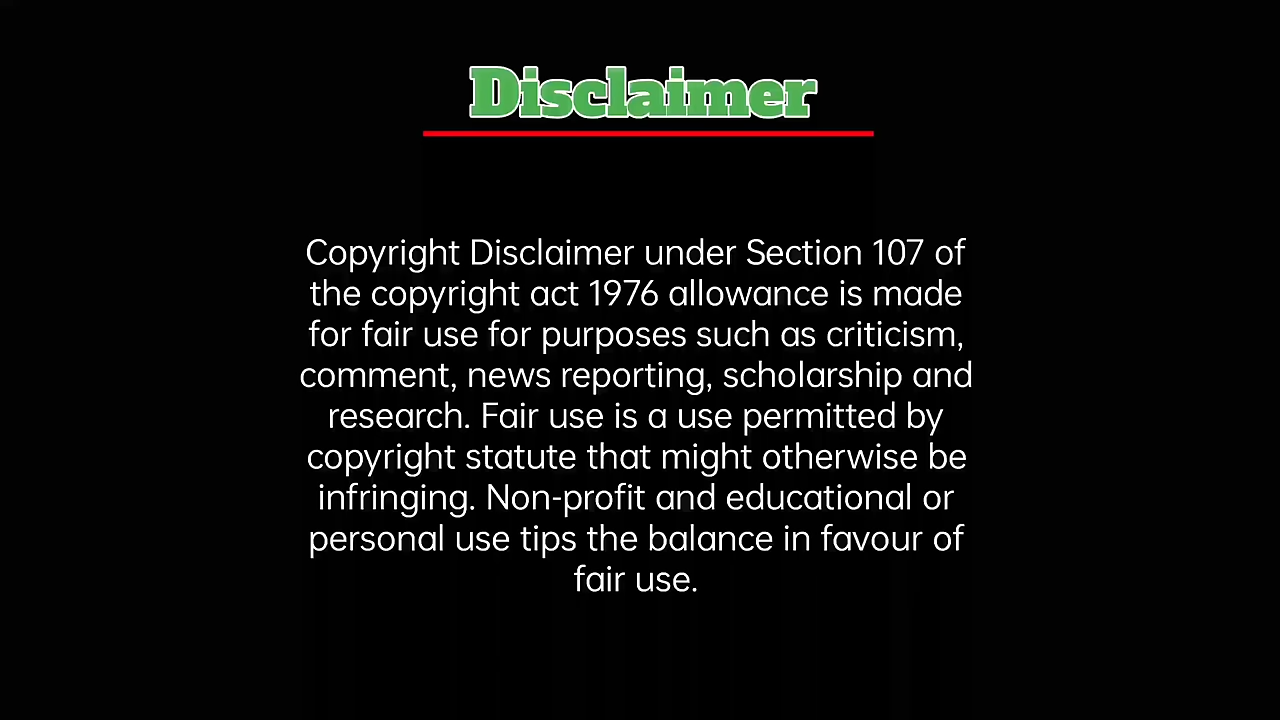 Disclaimer
Copyright Disclaimer under Section 107 of
the copyright act 1976 allowance is made
for fair use for purposes such as criticism,
comment, news reporting, scholarship and
research. Fair use is a use permitted by
copyright statute that might otherwise be
infringing. Non-profit and educational or
personal use tips the balance in favour of
fair use.